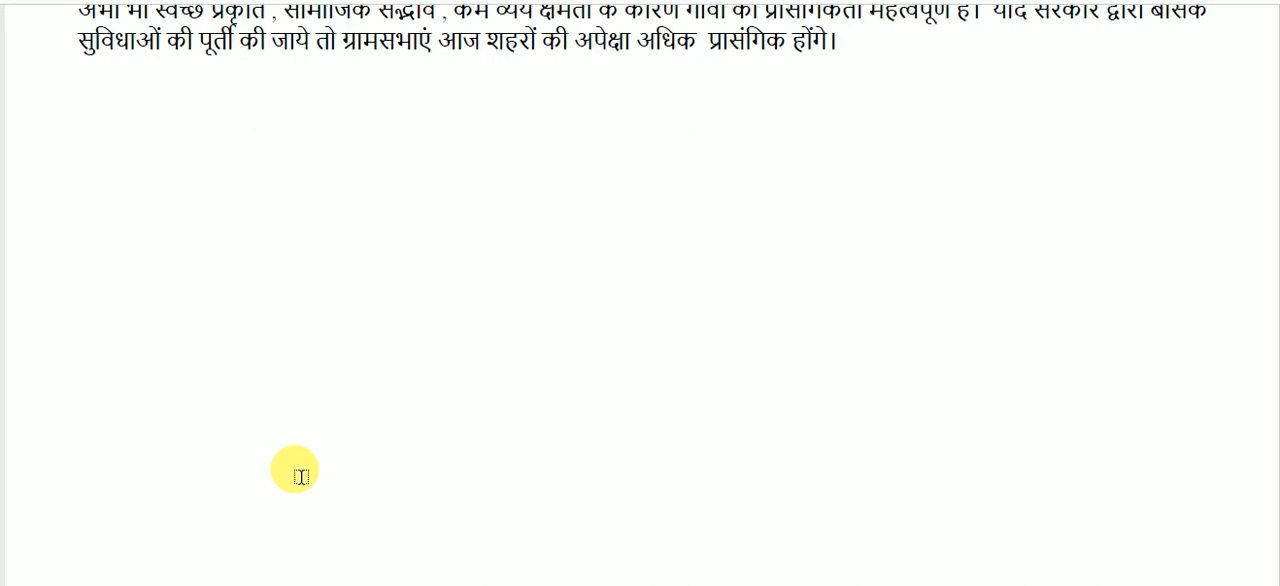 अभी भी स्वच्छ प्रकृति , सामाजिक सद्भाव , कम व्यय क्षमता के कारण गांवों की प्रासंगिकता महत्वपूर्ण है। यदि सरकार द्वारा बेसिक
सुविधाओं की पूर्ती की जाये तो ग्रामसभाएं आज शहरों की अपेक्षा अधिक प्रासंगिक होंगे।